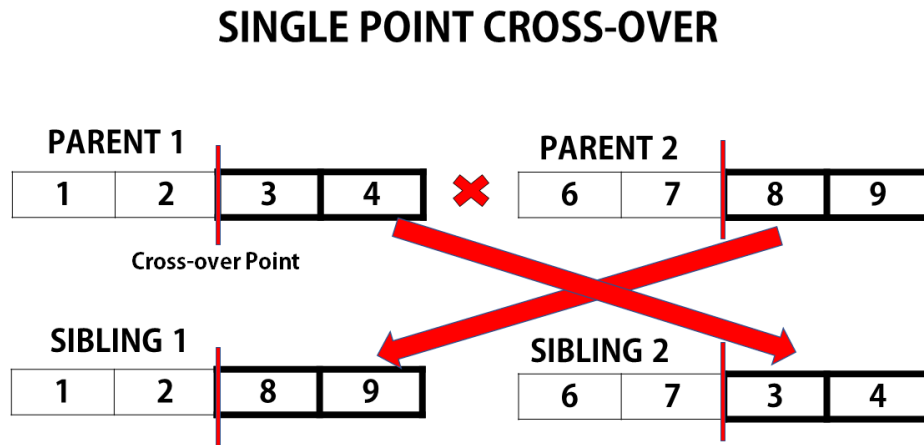 SINGLE POINT CROSS-OVER
PARENT 1
PARENT 2
1 2 3 4
6 7 8 9
Cross-over Point
SIBLING 1
SIBLING 2
1 2 8 9
6 7 3 4